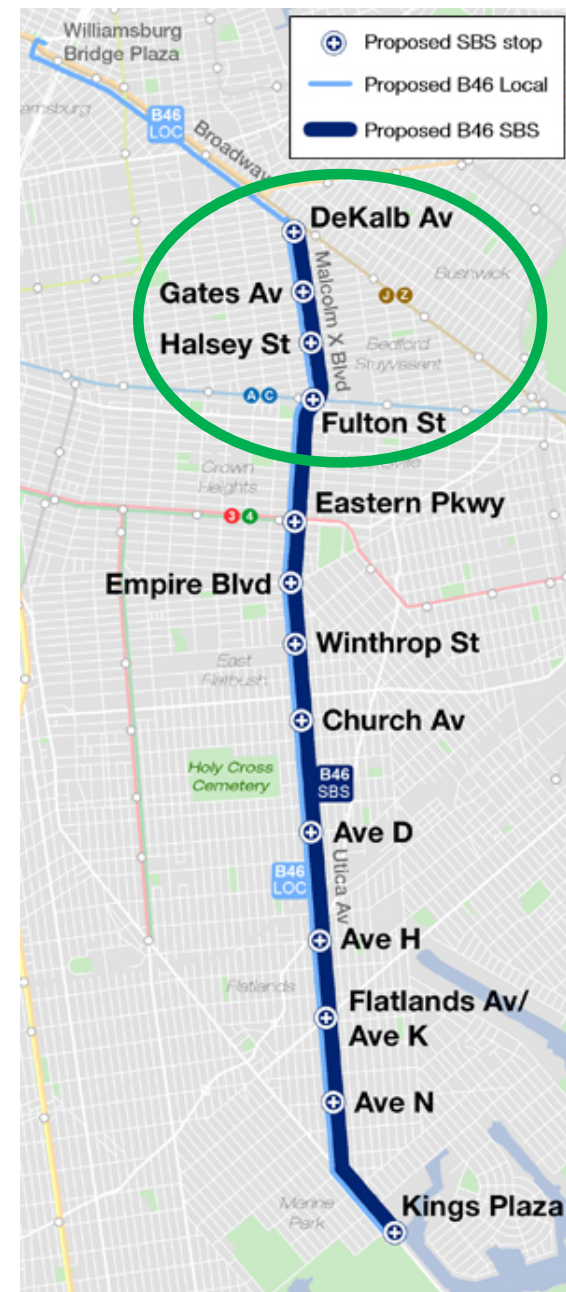 Williamsburg
Bridge Plaza
Proposed SBS stop
Proposed B46 Local
Proposed B46 SBS
B46
LOC
Broadway
DeKalb Av
Malcolm X Blvd
Bushwick
Gates Av
J Z
Halsey St
Bedford
Stuyvesant
A C
Fulton St
Crown
Heights
3 4
Eastern Pkwy
Empire Blvd
Winthrop St
East
Flatbush
Church Av
Holy Cross
Cemetery
B46
SBS
Ave D
Utica Av
B46
LOC
Ave H
Flatlands
Flatlands Av/
Ave K
Ave N
Marine
Park
Kings Plaza